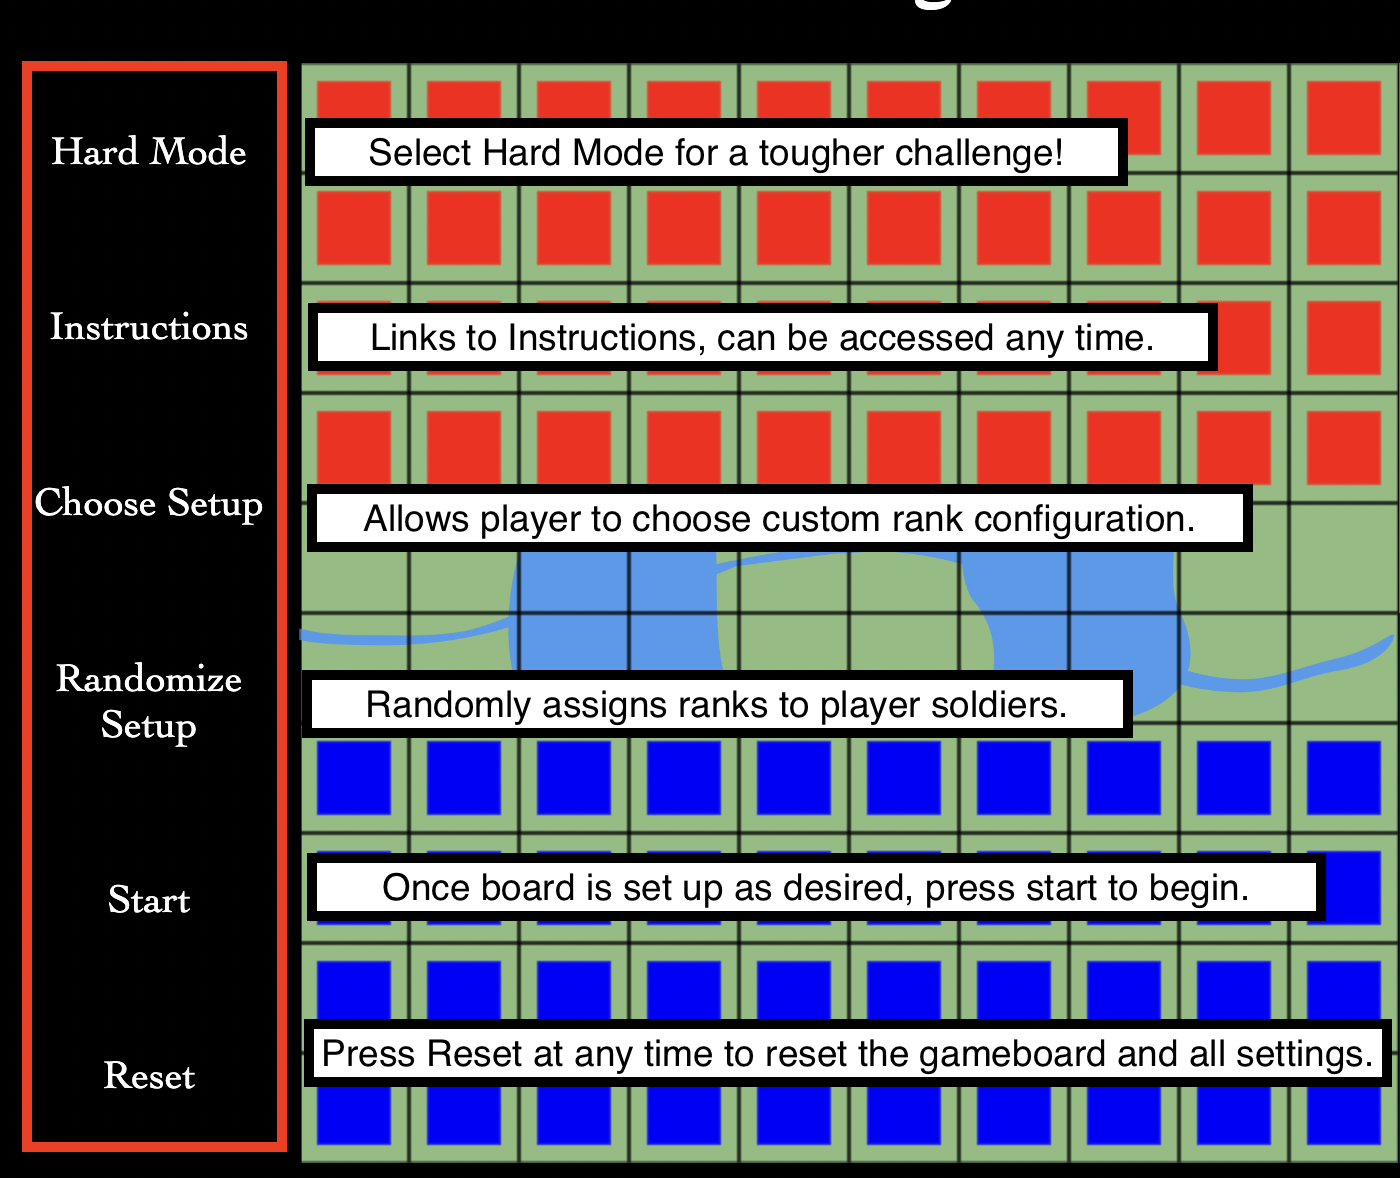 Hard Mode
Select Hard Mode for a tougher challenge!
Instructions
Links to Instructions, can be accessed any time.
Choose Setup
Allows player to choose custom rank configuration.
Randomize
Setup
Randomly assigns ranks to player soldiers.
Start
Once board is set up as desired, press start to begin.
Reset
Press Reset at any time to reset the gameboard and all settings.